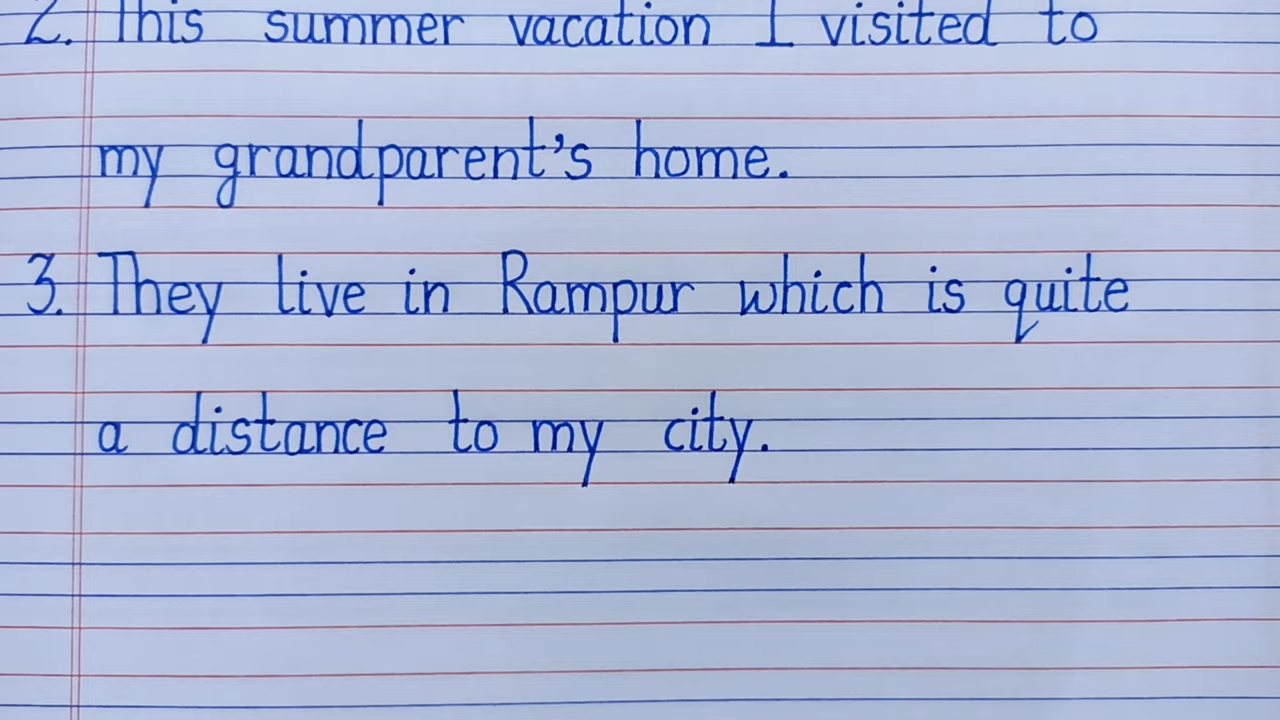 2. This summer vacation I visited to
my grandparent's home.
3. They live in Rampur which is quite
a distance to my city.